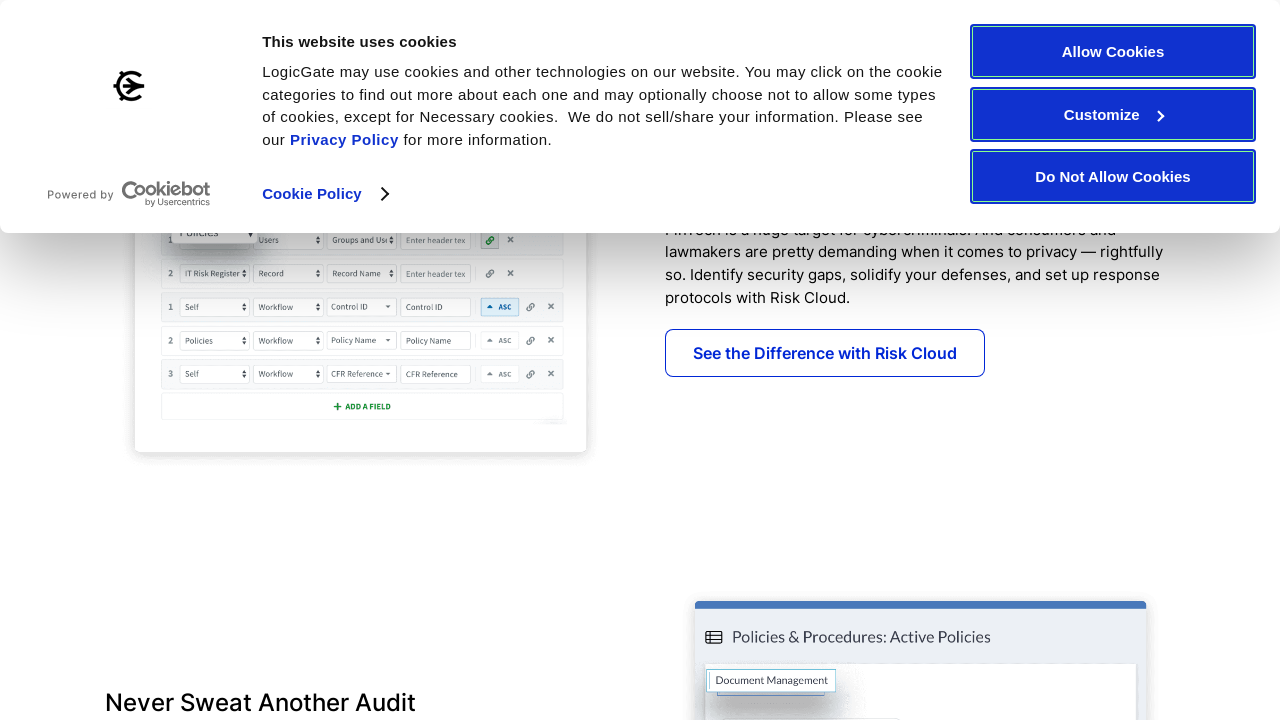 This website uses cookies
LogicGate may use cookies and other technologies on our website. You may click on the cookie
categories to find out more about each one and may optionally choose not to allow some types
of cookies, except for Necessary cookies.  We do not sell/share your information. Please see
our Privacy Policy for more information.
Cookie Policy
Powered by Cookiebot
by Usercentrics
Allow Cookies
Customize
Do Not Allow Cookies
Policies
1 Users Groups and Use Enter header tex
2 IT Risk Register Record Record Name Enter header tex
1 Self Workflow Control ID Control ID ASC
2 Policies Workflow Policy Name Policy Name ASC
3 Self Workflow CFR Reference CFR Reference ASC
+ ADD A FIELD
FinTech is a huge target for cybercriminals. And consumers and
lawmakers are pretty demanding when it comes to privacy — rightfully
so. Identify security gaps, solidify your defenses, and set up response
protocols with Risk Cloud.
See the Difference with Risk Cloud
Never Sweat Another Audit
Policies & Procedures: Active Policies
Document Management